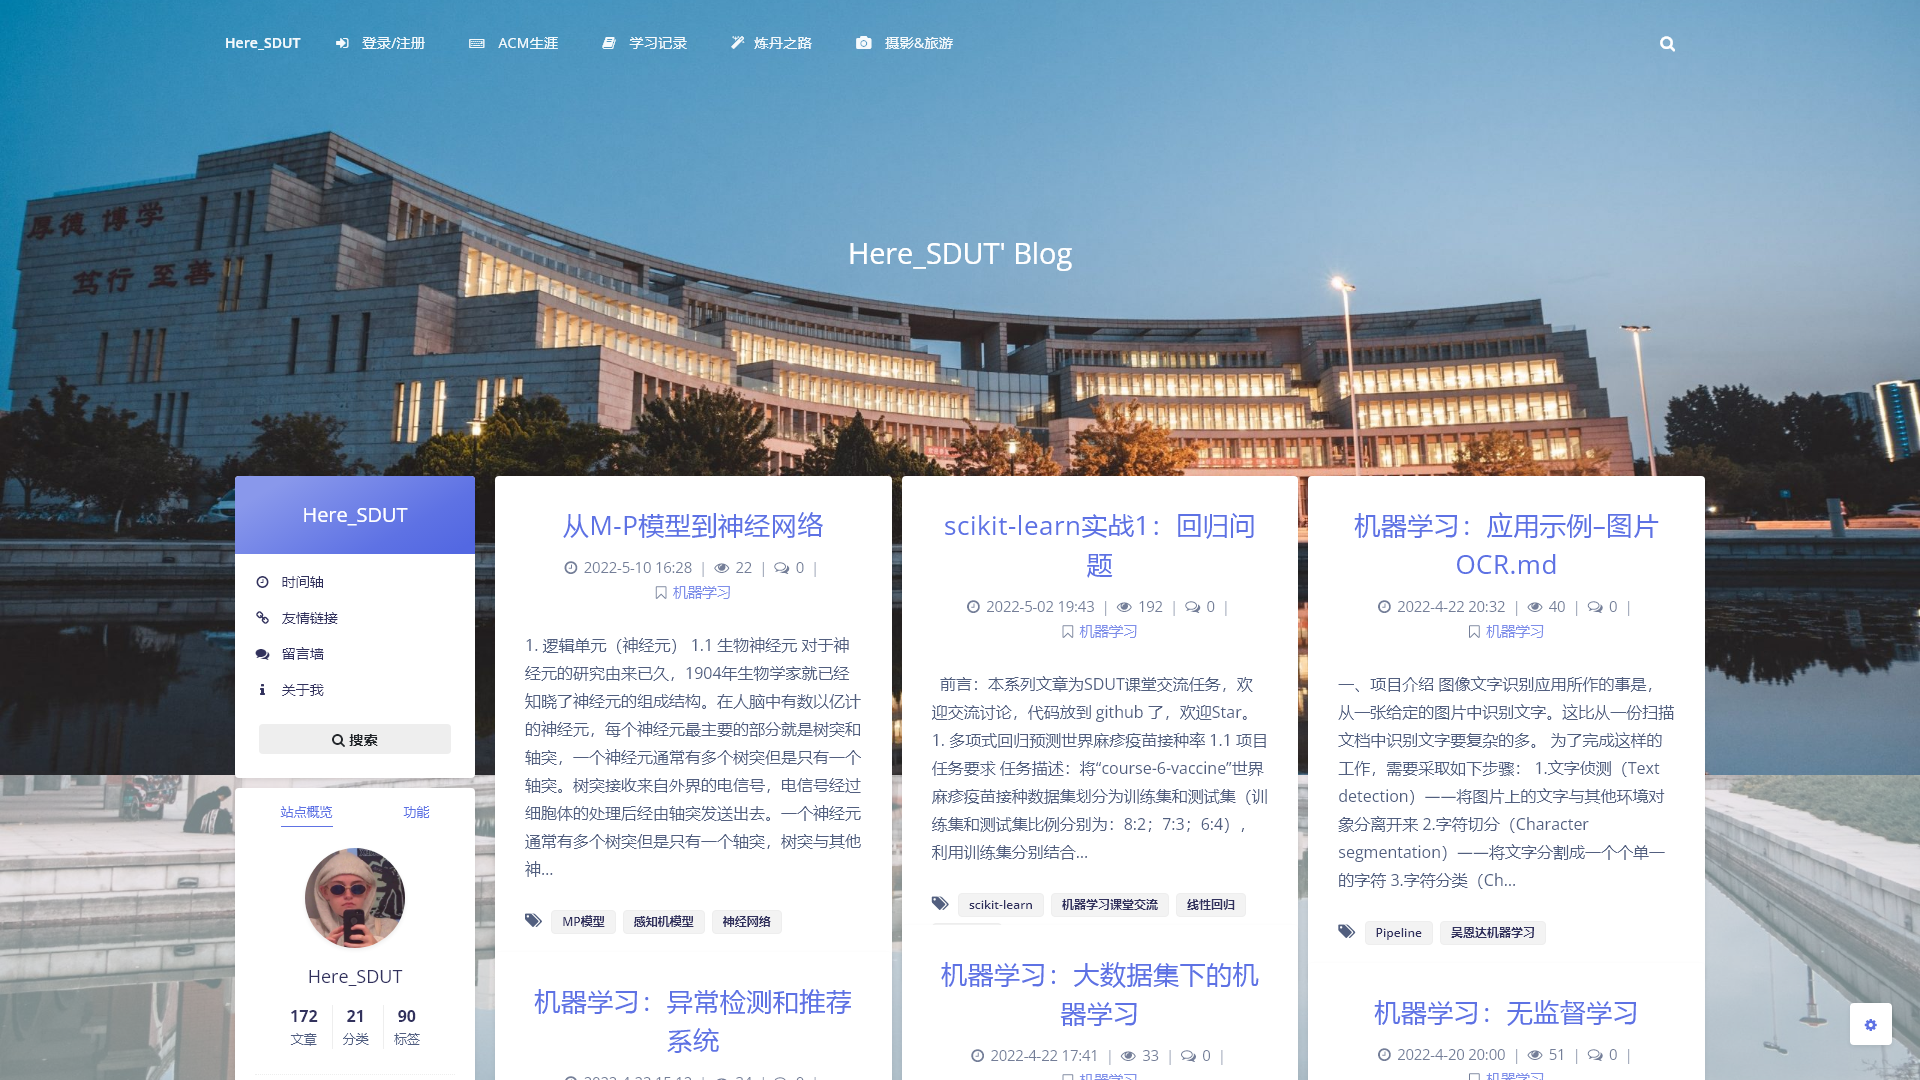 Here_SDUT
登录/注册
ACM生涯
学习记录
炼丹之路
摄影&旅游
厚德 博学
笃行 至善
Here_SDUT' Blog
Here_SDUT
时间轴
友情链接
留言墙
关于我
搜索
站点概览
功能
Here_SDUT
172
文章
21
分类
90
标签
从M-P模型到神经网络
2022-5-10 16:28 | 22 | 0 |
机器学习
1. 逻辑单元（神经元） 1.1 生物神经元 对于神
经元的研究由来已久，1904年生物学家就已经
知晓了神经元的组成结构。在人脑中有数以亿计
的神经元，每个神经元最主要的部分就是树突和
轴突，一个神经元通常有多个树突但是只有一个
轴突。树突接收来自外界的电信号，电信号经过
细胞体的处理后经由轴突发送出去。一个神经元
通常有多个树突但是只有一个轴突，树突与其他
神...
MP模型
感知机模型
神经网络
机器学习：异常检测和推荐
系统
scikit-learn实战1：回归问
题
2022-5-02 19:43 | 192 | 0 |
机器学习
前言：本系列文章为SDUT课堂交流任务，欢
迎交流讨论，代码放到 github 了，欢迎Star。
1. 多项式回归预测世界麻疹疫苗接种率 1.1 项目
任务要求 任务描述：将“course-6-vaccine”世界
麻疹疫苗接种数据集划分为训练集和测试集（训
练集和测试集比例分别为：8:2；7:3；6:4），
利用训练集分别结合...
scikit-learn
机器学习课堂交流
线性回归
机器学习：大数据集下的机
器学习
2022-4-22 17:41 | 33 | 0 |
机器学习
机器学习：应用示例–图片
OCR.md
2022-4-22 20:32 | 40 | 0 |
机器学习
一、项目介绍 图像文字识别应用所作的事是，
从一张给定的图片中识别文字。这比从一份扫描
文档中识别文字要复杂的多。 为了完成这样的
工作，需要采取如下步骤： 1.文字侦测（Text
detection）——将图片上的文字与其他环境对
象分离开来 2.字符切分（Character
segmentation）——将文字分割成一个个单一
的字符 3.字符分类（Ch...
Pipeline
吴恩达机器学习
机器学习：无监督学习
2022-4-20 20:00 | 51 | 0 |
机器学习